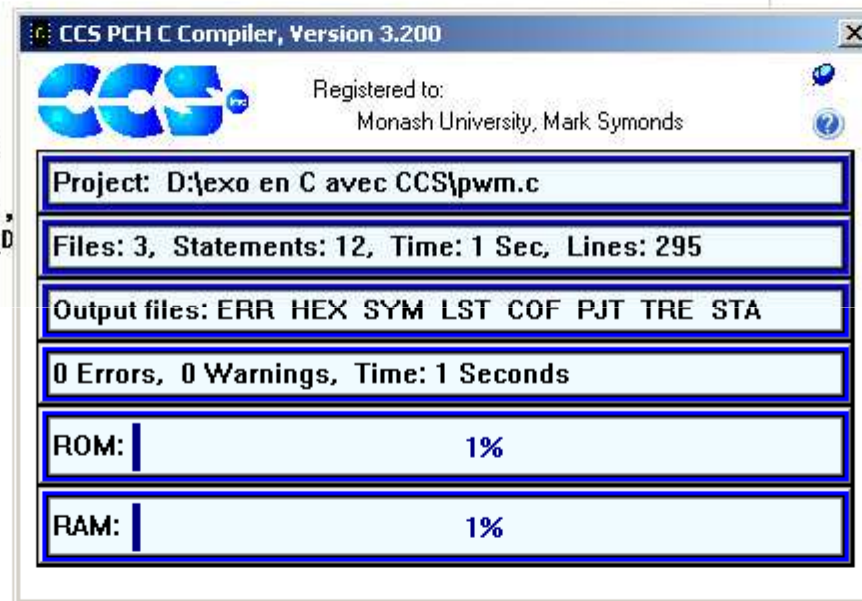 CCS PCH C Compiler, Version 3.200
CCS, Inc
Registered to:
Monash University, Mark Symonds
Project: D:\exo en C avec CCS\pwm.c
,
D
Files: 3, Statements: 12, Time: 1 Sec, Lines: 295
Output files: ERR HEX SYM LST COF PJT TRE STA
0 Errors, 0 Warnings, Time: 1 Seconds
ROM: 1%
RAM: 1%